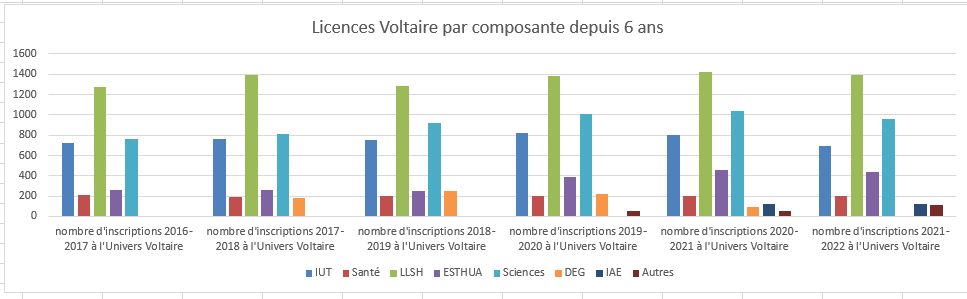 Licences Voltaire par composante depuis 6 ans
1600
1400
1200
1000
800
600
400
200
0
nombre d'inscriptions 2016-
2017 à l'Univers Voltaire
nombre d'inscriptions 2017-
2018 à l'Univers Voltaire
nombre d'inscriptions 2018-
2019 à l'Univers Voltaire
nombre d'inscriptions 2019-
2020 à l'Univers Voltaire
nombre d'inscriptions 2020-
2021 à l'Univers Voltaire
nombre d'inscriptions 2021-
2022 à l'Univers Voltaire
IUT Santé LLSH ESTHUA Sciences DEG IAE Autres